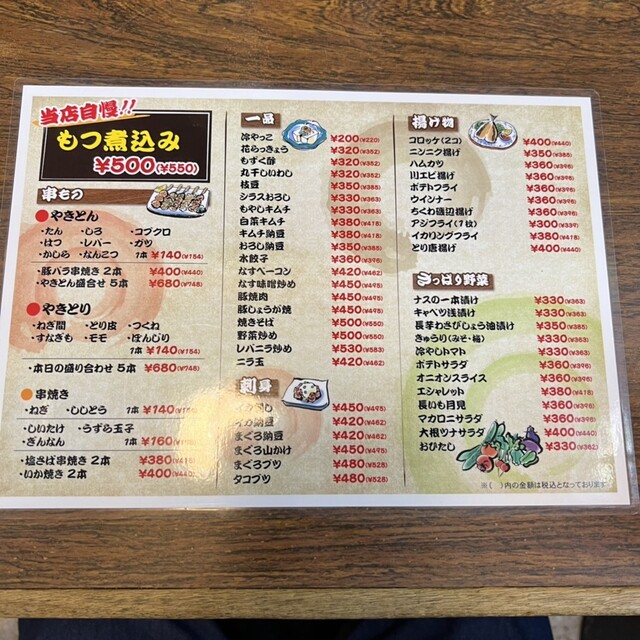 当店自慢!!
もつ煮込み
¥500(¥550)
串もの
●やきとん
・たん ・しろ ・コブクロ
・はつ ・レバー ・ガツ
・かしら ・なんこつ 1本 ¥140(¥154)
・豚バラ串焼き 2本 ¥400(¥440)
・やきとん盛合せ 5本 ¥680(¥748)
●やきとり
・ねぎ間 ・とり皮 ・つくね
・すなぎも ・モモ ・ぼんじり
1本 ¥140(¥154)
・本日の盛り合わせ 5本 ¥680(¥748)
●串焼き
・ねぎ ・ししとう 1本 ¥140(¥154)
・しいたけ ・うずら玉子
・ぎんなん 1本 ¥160(¥176)
・塩さば串焼き 2本 ¥380(¥418)
・いか焼き 2本 ¥400(¥440)
一品
冷やっこ ¥200(¥220)
花らっきょう ¥320(¥352)
もずく酢 ¥320(¥352)
丸干しいわし ¥320(¥352)
枝豆 ¥350(¥385)
シラスおろし ¥350(¥385)
もやしキムチ ¥380(¥418)
白菜キムチ ¥380(¥418)
キムチ納豆 ¥380(¥418)
おろし納豆 ¥350(¥385)
水餃子 ¥360(¥396)
なすベーコン ¥420(¥462)
なす味噌炒め ¥450(¥495)
豚焼肉 ¥450(¥495)
豚しょうが焼 ¥450(¥495)
焼きそば ¥500(¥550)
野菜炒め ¥500(¥550)
レバニラ炒め ¥530(¥583)
ニラ玉 ¥420(¥462)
刺身
イカ刺し ¥450(¥495)
イカ納豆 ¥420(¥462)
まぐろ納豆 ¥450(¥495)
まぐろ山かけ ¥450(¥495)
まぐろブツ ¥480(¥528)
タコブツ ¥480(¥528)
揚げ物
コロッケ(2コ) ¥400(¥440)
ニンニク揚げ ¥350(¥385)
ハムカツ ¥360(¥396)
川エビ揚げ ¥360(¥396)
ポテトフライ ¥360(¥396)
ウインナー ¥360(¥396)
ちくわ磯辺揚げ ¥360(¥396)
アジフライ(1枚) ¥300(¥330)
イカリングフライ ¥380(¥418)
とり唐揚げ ¥400(¥440)
さっぱり野菜
ナスの一本漬け ¥330(¥363)
キャベツ浅漬け ¥330(¥363)
長芋わさびしょう油漬け ¥350(¥385)
きゅうり(みそ・梅) ¥330(¥363)
冷やしトマト ¥330(¥363)
ポテトサラダ ¥360(¥396)
オニオンスライス ¥360(¥396)
エシャレット ¥380(¥418)
長いも月見 ¥360(¥396)
マカロニサラダ ¥360(¥396)
大根ツナサラダ ¥400(¥440)
おひたし ¥330(¥362)
※( )内の金額は税込となっております